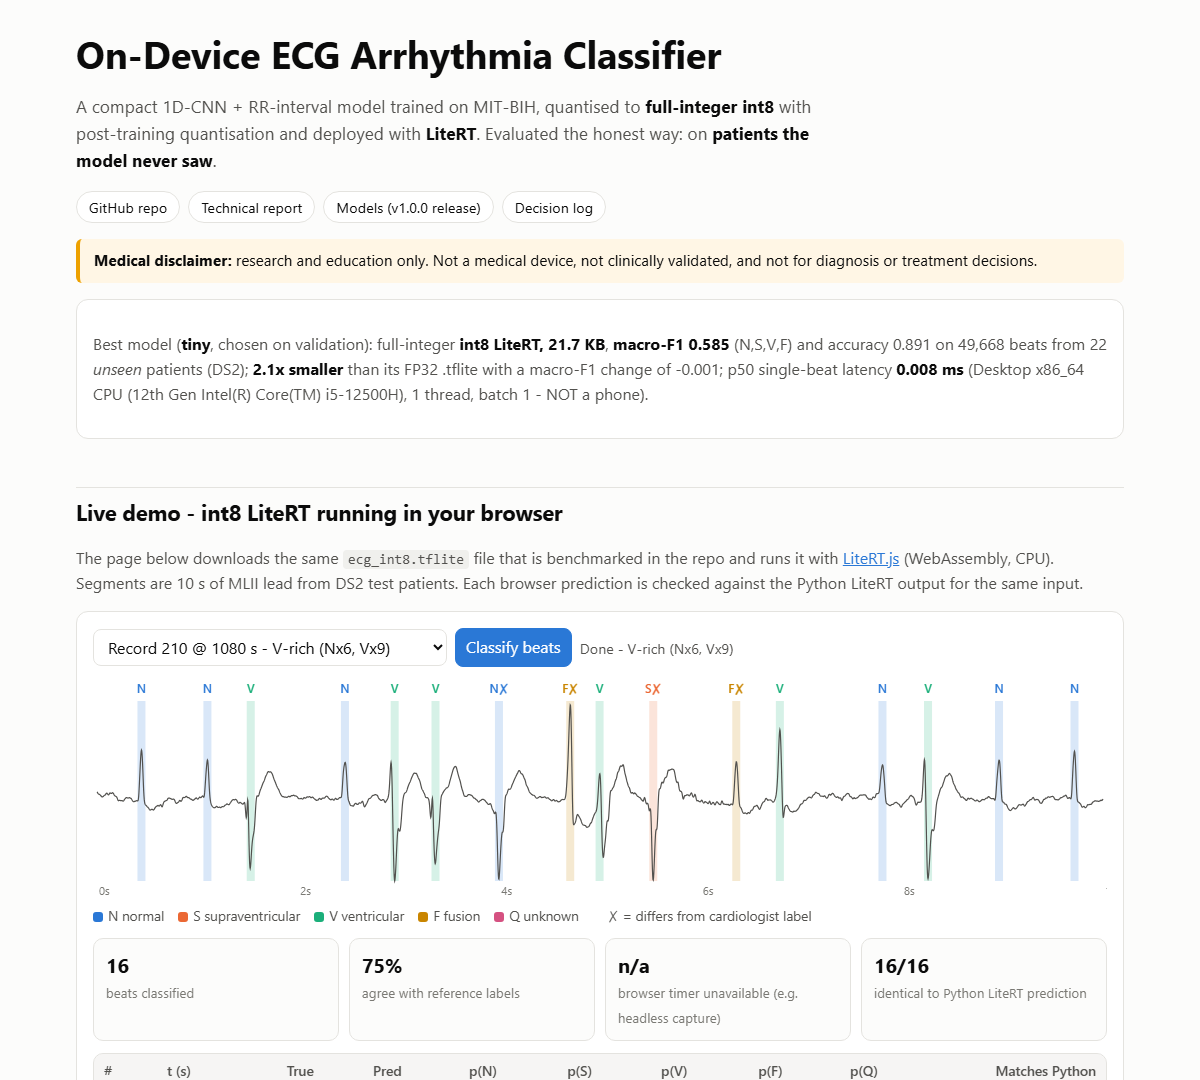 On-Device ECG Arrhythmia Classifier
A compact 1D-CNN + RR-interval model trained on MIT-BIH, quantised to full-integer int8 with
post-training quantisation and deployed with LiteRT. Evaluated the honest way: on patients the
model never saw.
GitHub repo Technical report Models (v1.0.0 release) Decision log
Medical disclaimer: research and education only. Not a medical device, not clinically validated, and not for diagnosis or treatment decisions.
Best model (tiny, chosen on validation): full-integer int8 LiteRT, 21.7 KB, macro-F1 0.585 (N,S,V,F) and accuracy 0.891 on 49,668 beats from 22
unseen patients (DS2); 2.1x smaller than its FP32 .tflite with a macro-F1 change of -0.001; p50 single-beat latency 0.008 ms (Desktop x86_64
CPU (12th Gen Intel(R) Core(TM) i5-12500H), 1 thread, batch 1 - NOT a phone).
Live demo - int8 LiteRT running in your browser
The page below downloads the same ecg_int8.tflite file that is benchmarked in the repo and runs it with LiteRT.js (WebAssembly, CPU).
Segments are 10 s of MLII lead from DS2 test patients. Each browser prediction is checked against the Python LiteRT output for the same input.
Record 210 @ 1080 s - V-rich (Nx6, Vx9) Classify beats Done - V-rich (Nx6, Vx9)
N N V N V V N✗ F✗ V S✗ F✗ V N V N N
0s 2s 4s 6s 8s
N normal S supraventricular V ventricular F fusion Q unknown ✗ = differs from cardiologist label
16 75% n/a 16/16
beats classified agree with reference labels browser timer unavailable (e.g. identical to Python LiteRT prediction
headless capture)
# t (s) True Pred p(N) p(S) p(V) p(F) p(Q) Matches Python